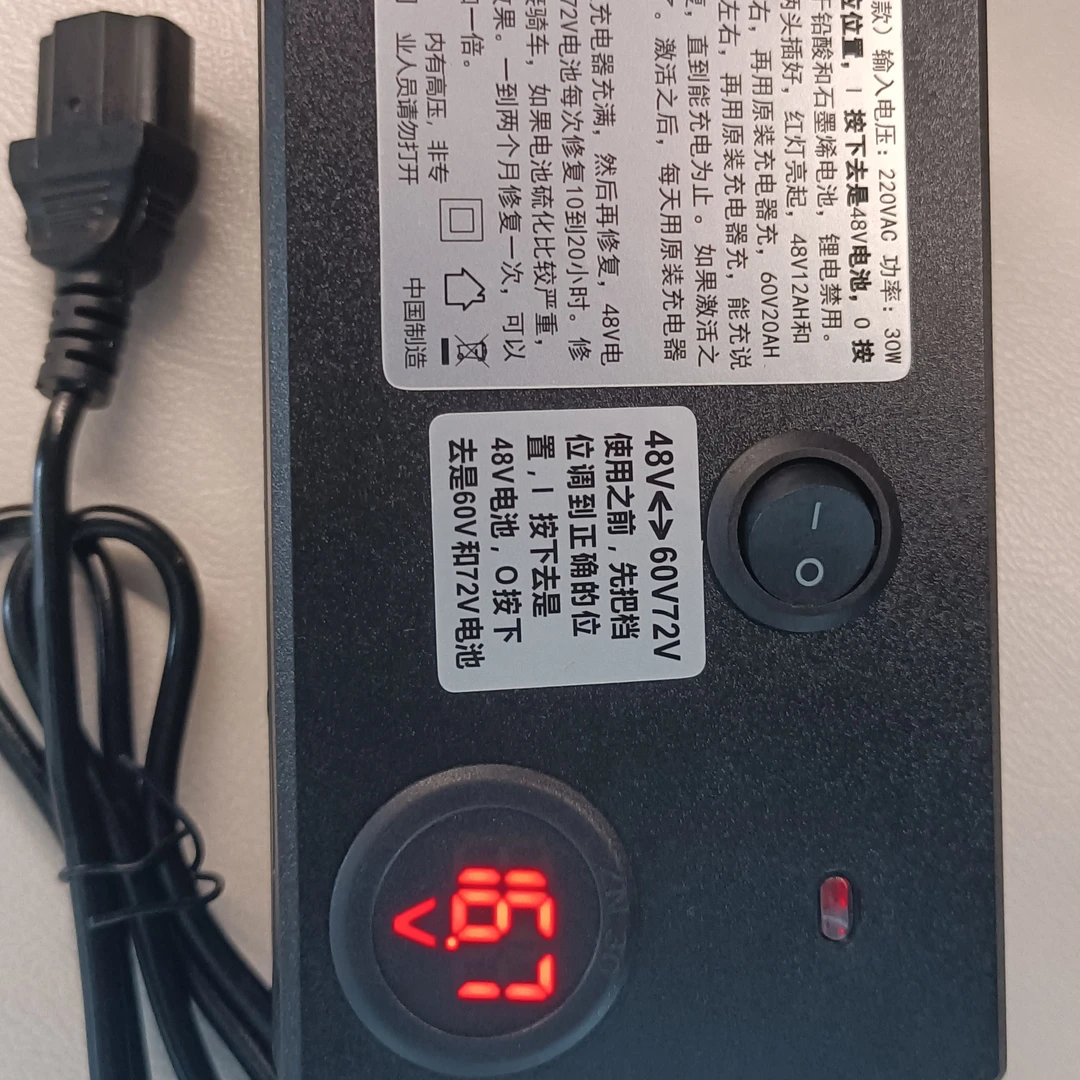 款）输入电压：220VAC 功率：30W
位置，I 按下去是48V电池，O 按
于铅酸和石墨烯电池，锂电禁用。
两头插好，红灯亮起，48V12AH和
右，再用原装充电器充，60V20AH
左右，再用原装充电器充，能充说
，直到能充电为止。如果激活之
。激活之后，每天用原装充电器
充电器充满，然后再修复，48V电
72V电池每次修复10到20小时。修
骑车，如果电池硫化比较严重，
效果。一到两个月修复一次，可以
一倍。
内有高压，非专
业人员请勿打开
中国制造
48V<->60V72V
使用之前，先把档
位调到正确的位
置，I 按下去是
48V电池，O按下
去是60V和72V电池
I
O
16.7
V